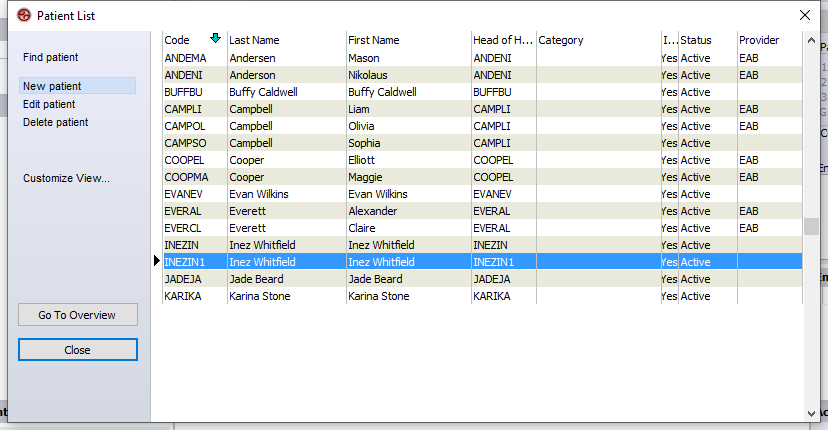 Patient List
Find patient
New patient
Edit patient
Delete patient
Customize View...
Go To Overview
Close
Code Last Name First Name Head of H... Category I... Status Provider
ANDEMA Andersen Mason ANDENI Yes Active EAB
ANDENI Anderson Nikolaus ANDENI Yes Active EAB
BUFFBU Buffy Caldwell Buffy Caldwell BUFFBU Yes Active
CAMPLI Campbell Liam CAMPLI Yes Active EAB
CAMPOL Campbell Olivia CAMPLI Yes Active EAB
CAMPSO Campbell Sophia CAMPLI Yes Active
COOPEL Cooper Elliott COOPEL Yes Active EAB
COOPMA Cooper Maggie COOPEL Yes Active EAB
EVANEV Evan Wilkins Evan Wilkins EVANEV Yes Active
EVERAL Everett Alexander EVERAL Yes Active EAB
EVERCL Everett Claire EVERAL Yes Active EAB
INEZIN Inez Whitfield Inez Whitfield INEZIN Yes Active
INEZIN1 Inez Whitfield Inez Whitfield INEZIN1 Yes Active
JADEJA Jade Beard Jade Beard JADEJA Yes Active
KARIKA Karina Stone Karina Stone KARIKA Yes Active